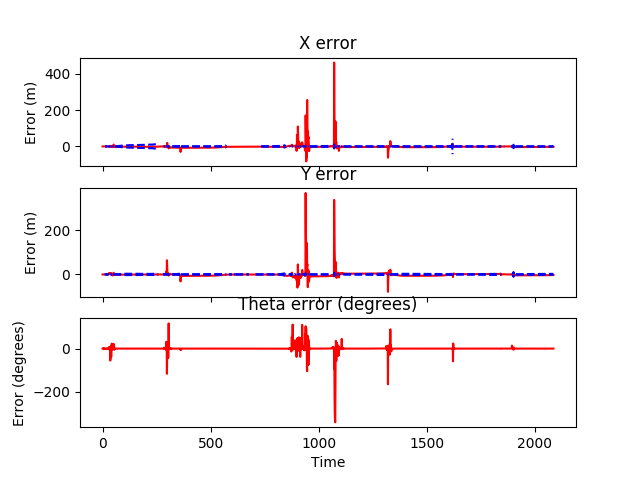 X error
400
200
0
Error (m)
Y error
200
0
Error (m)
Theta error (degrees)
0
−200
Error (degrees)
0 500 1000 1500 2000
Time